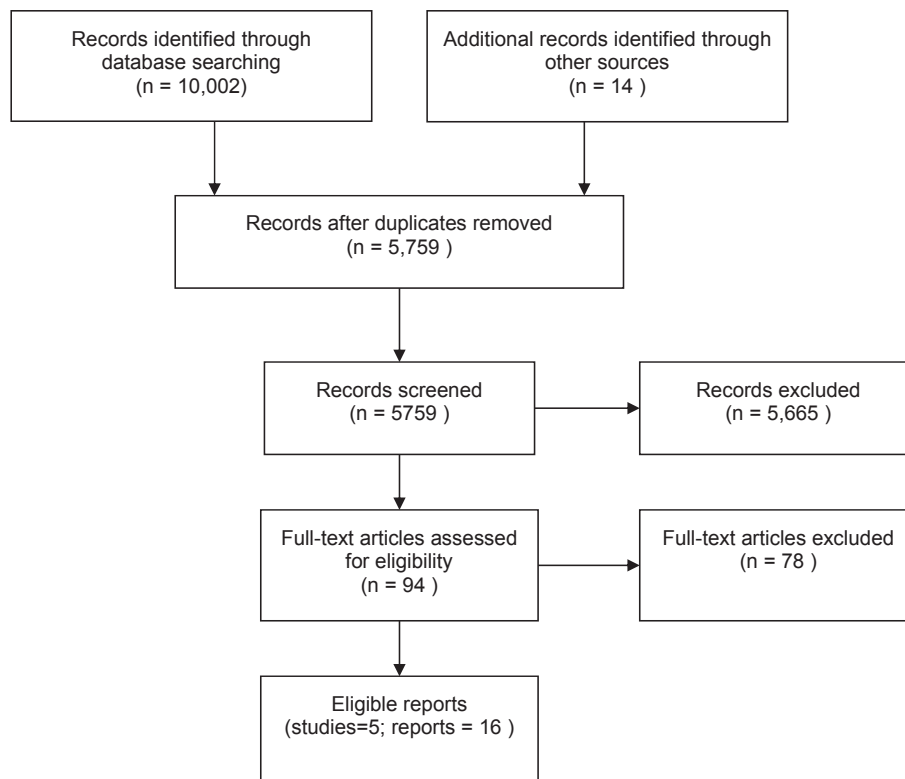 Records identified through
database searching
(n = 10,002)
Additional records identified through
other sources
(n = 14 )
Records after duplicates removed
(n = 5,759 )
Records screened
(n = 5759 )
Records excluded
(n = 5,665 )
Full-text articles assessed
for eligibility
(n = 94 )
Full-text articles excluded
(n = 78 )
Eligible reports
(studies=5; reports = 16 )